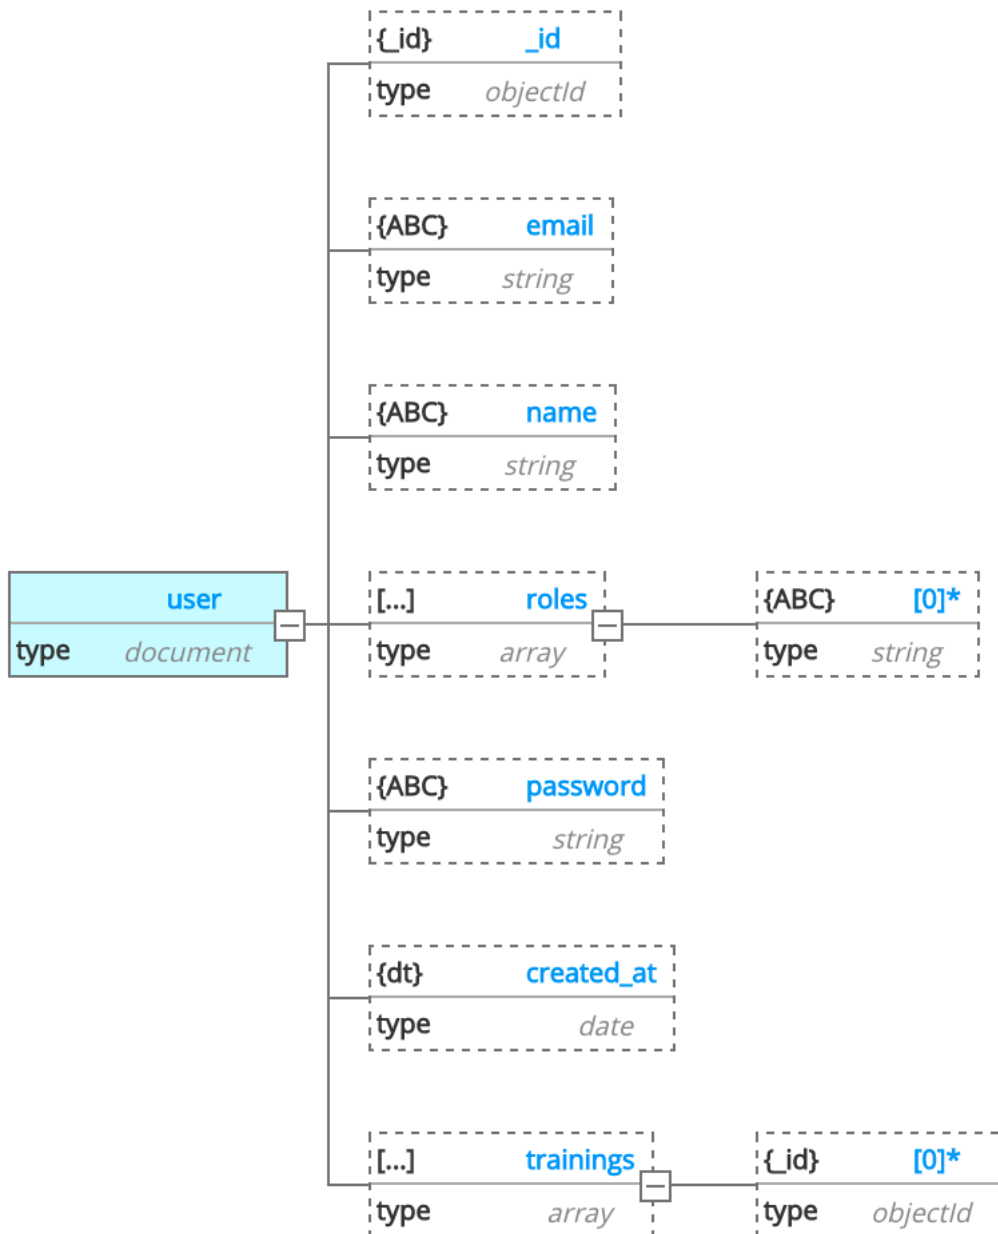 {_id} _id
type objectId
{ABC} email
type string
{ABC} name
type string
user
type document
[...] roles
type array
{ABC} [0]*
type string
{ABC} password
type string
{dt} created_at
type date
[...] trainings
type array
{_id} [0]*
type objectId